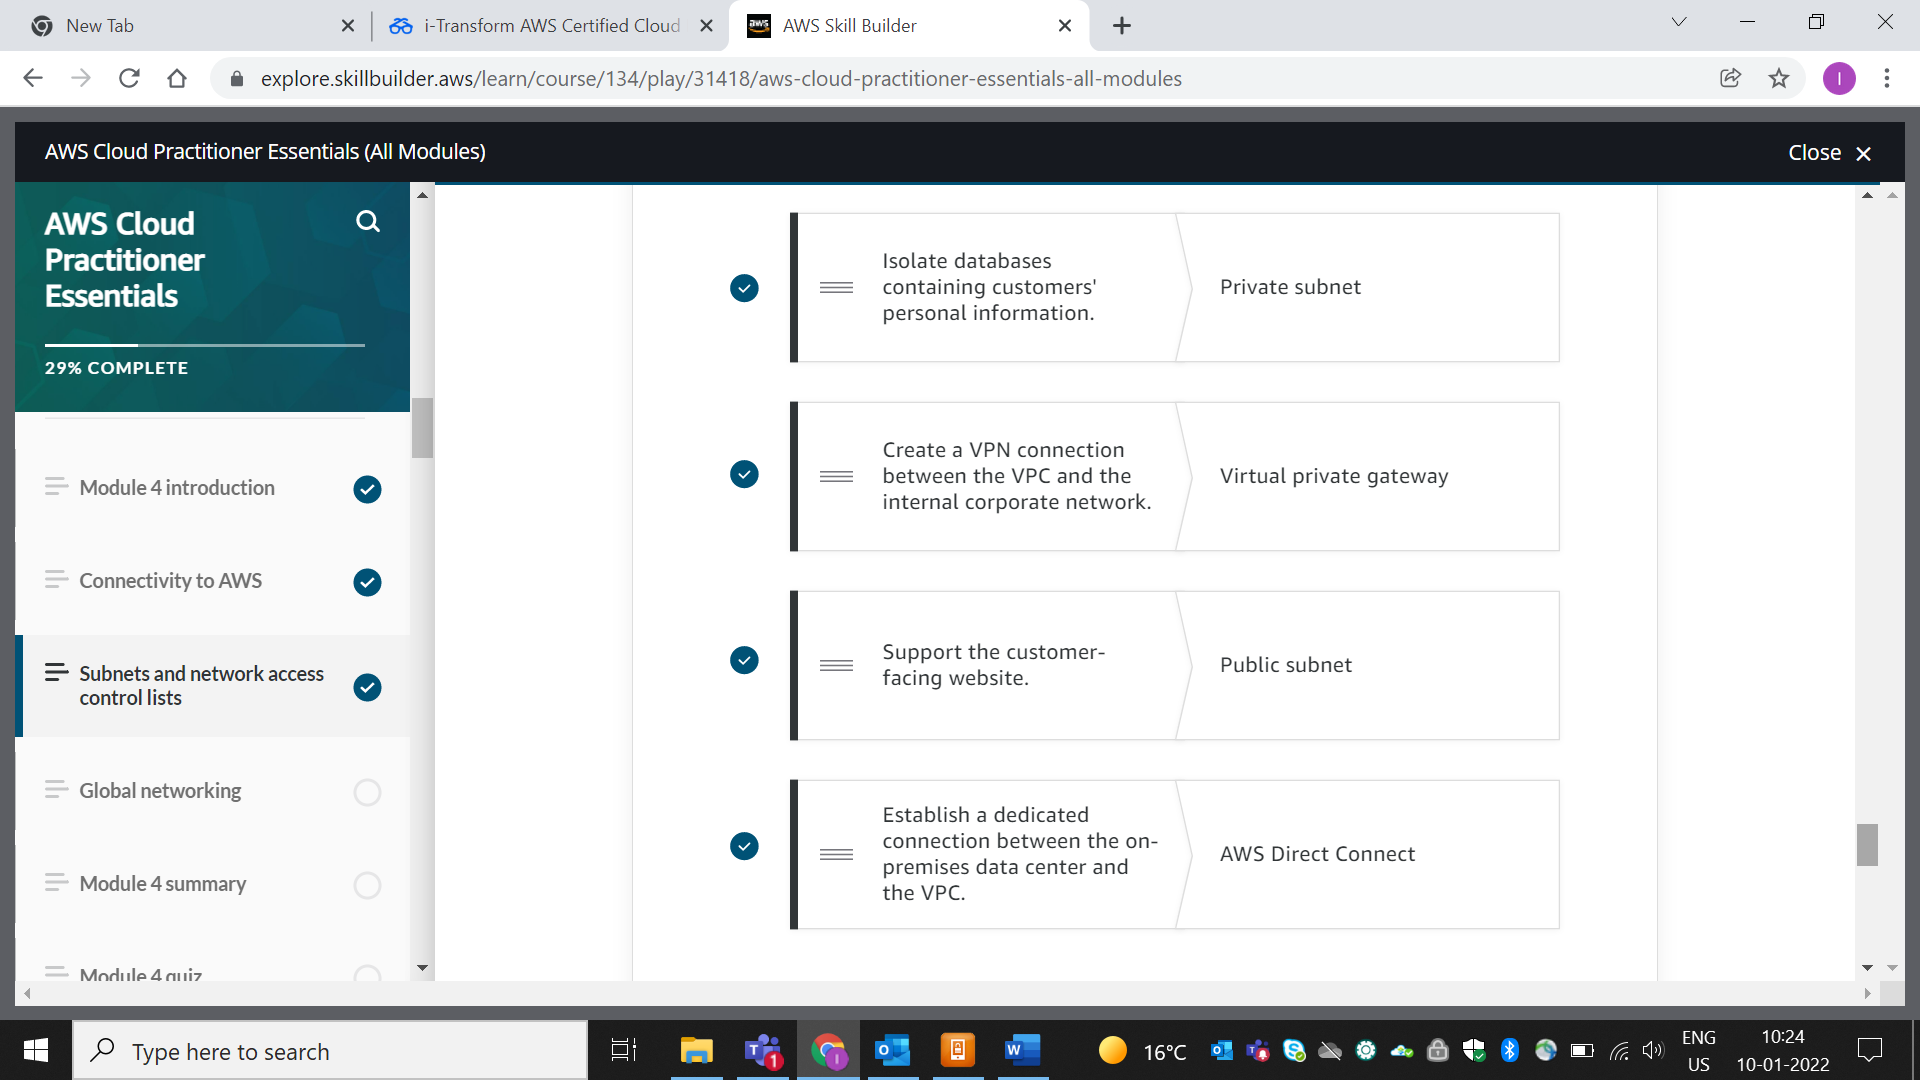 New Tab
i-Transform AWS Certified Cloud
aws
AWS Skill Builder
explore.skillbuilder.aws/learn/course/134/play/31418/aws-cloud-practitioner-essentials-all-modules
I
AWS Cloud Practitioner Essentials (All Modules)
Close
AWS Cloud
Practitioner
Essentials
29% COMPLETE
Module 4 introduction
Connectivity to AWS
Subnets and network access
control lists
Global networking
Module 4 summary
Module 4 quiz
Isolate databases
containing customers'
personal information.
Private subnet
Create a VPN connection
between the VPC and the
internal corporate network.
Virtual private gateway
Support the customer-
facing website.
Public subnet
Establish a dedicated
connection between the on-
premises data center and
the VPC.
AWS Direct Connect
Type here to search
1
16°C
ENG
US
10:24
10-01-2022